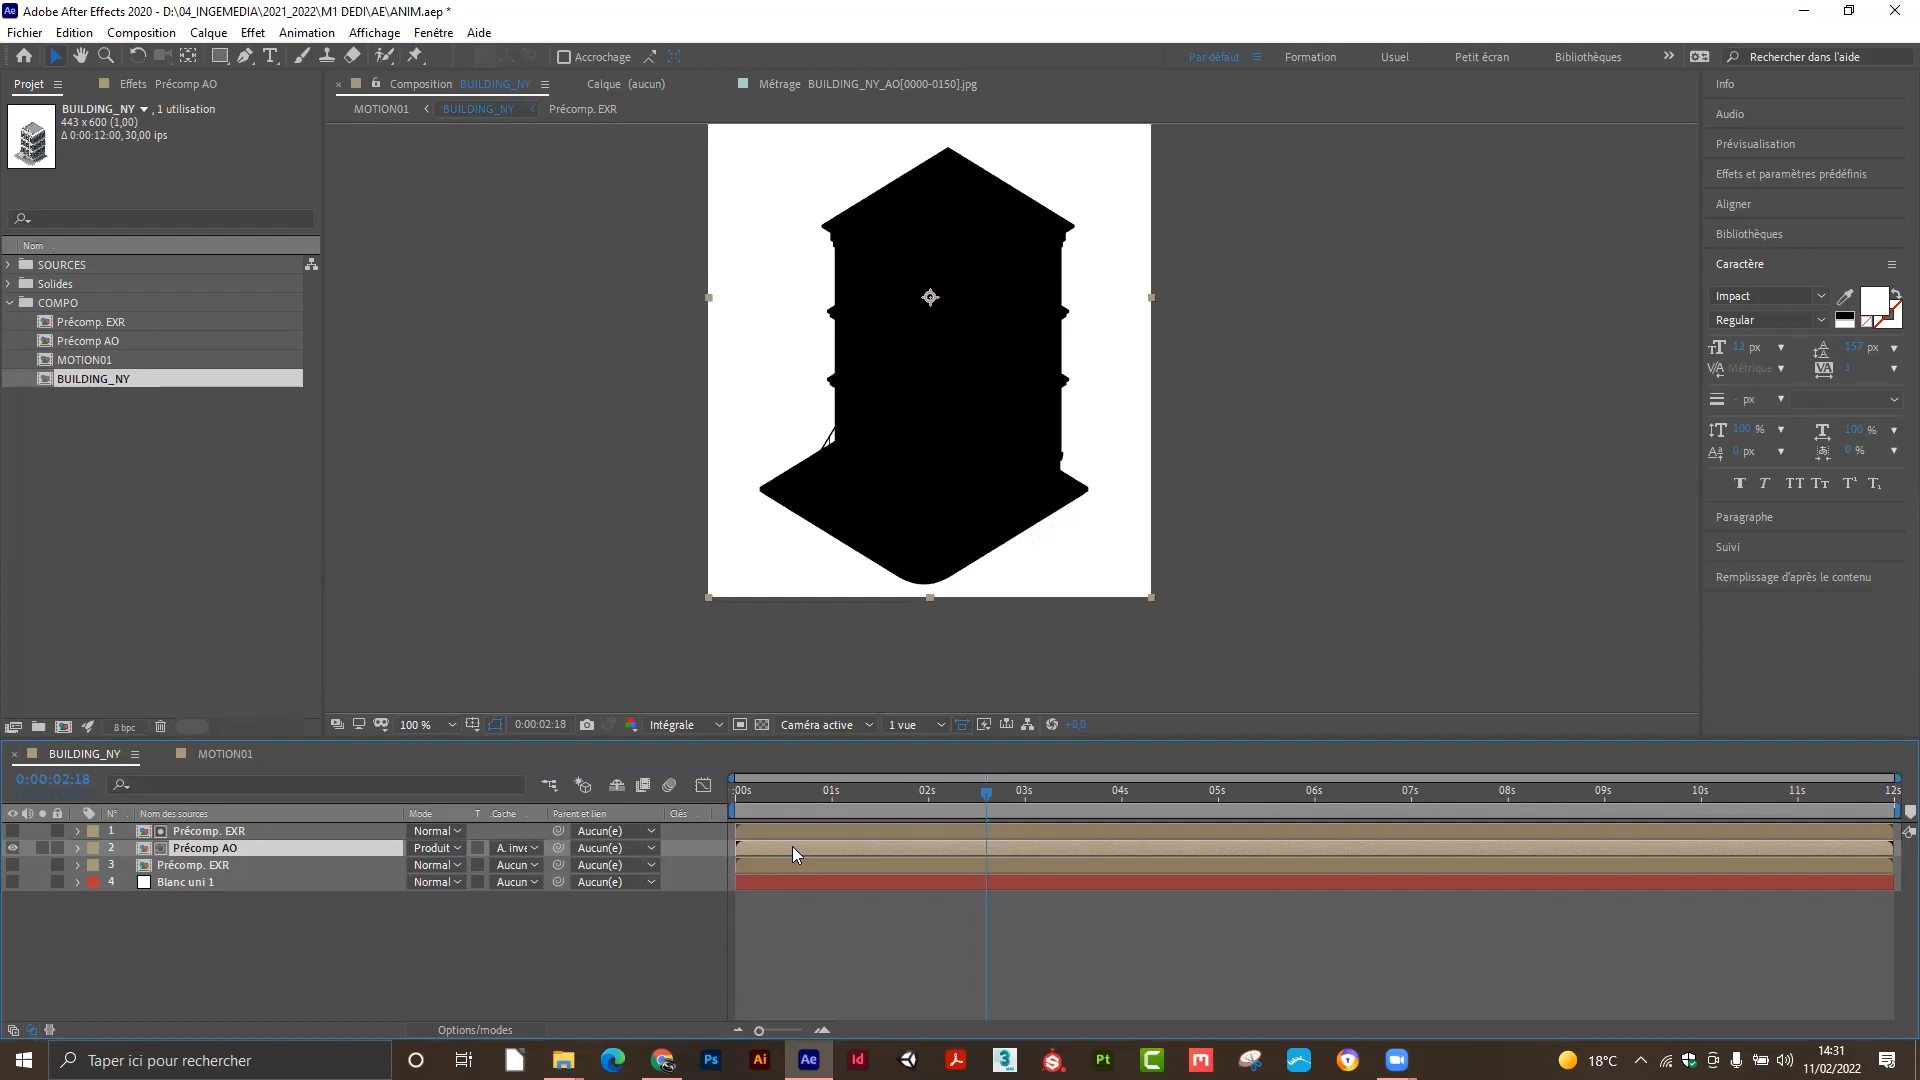 Adobe After Effects 2020 - D:\04_INGEMEDIA\2021_2022\M1 DEDI\AE\ANIM.aep *
Fichier Edition Composition Calque Effet Animation Affichage Fenêtre Aide
Accrochage
Par défaut Formation Usuel Petit écran Bibliothèques
Rechercher dans l'aide
Projet Effets Précomp AO
Composition BUILDING_NY Calque (aucun) Métrage BUILDING_NY_AO[0000-0150].jpg
MOTION01 BUILDING_NY Précomp. EXR
BUILDING_NY , 1 utilisation
443 x 600 (1,00)
Δ 0:00:12:00, 30,00 ips
Nom
SOURCES
Solides
COMPO
Précomp. EXR
Précomp AO
MOTION01
BUILDING_NY
8 bpc
100 % 0:00:02:18 Intégrale Caméra active 1 vue +0,0
Info
Audio
Prévisualisation
Effets et paramètres prédéfinis
Aligner
Bibliothèques
Caractère
Impact
Regular
12 px 157 px
Métrique 1
- px
100 % 100 %
0 px 0 %
Paragraphe
Suivi
Remplissage d'après le contenu
BUILDING_NY MOTION01
0:00:02:18
:00s 01s 02s 03s 04s 05s 06s 07s 08s 09s 10s 11s 12s
N° Nom des sources Mode T .Cache Parent et lien Clés
1 Précomp. EXR Normal Aucun(e)
2 Précomp AO Produit A. inve Aucun(e)
3 Précomp. EXR Normal Aucun Aucun(e)
4 Blanc uni 1 Normal Aucun Aucun(e)
Options/modes
Taper ici pour rechercher
18°C
14:31
11/02/2022